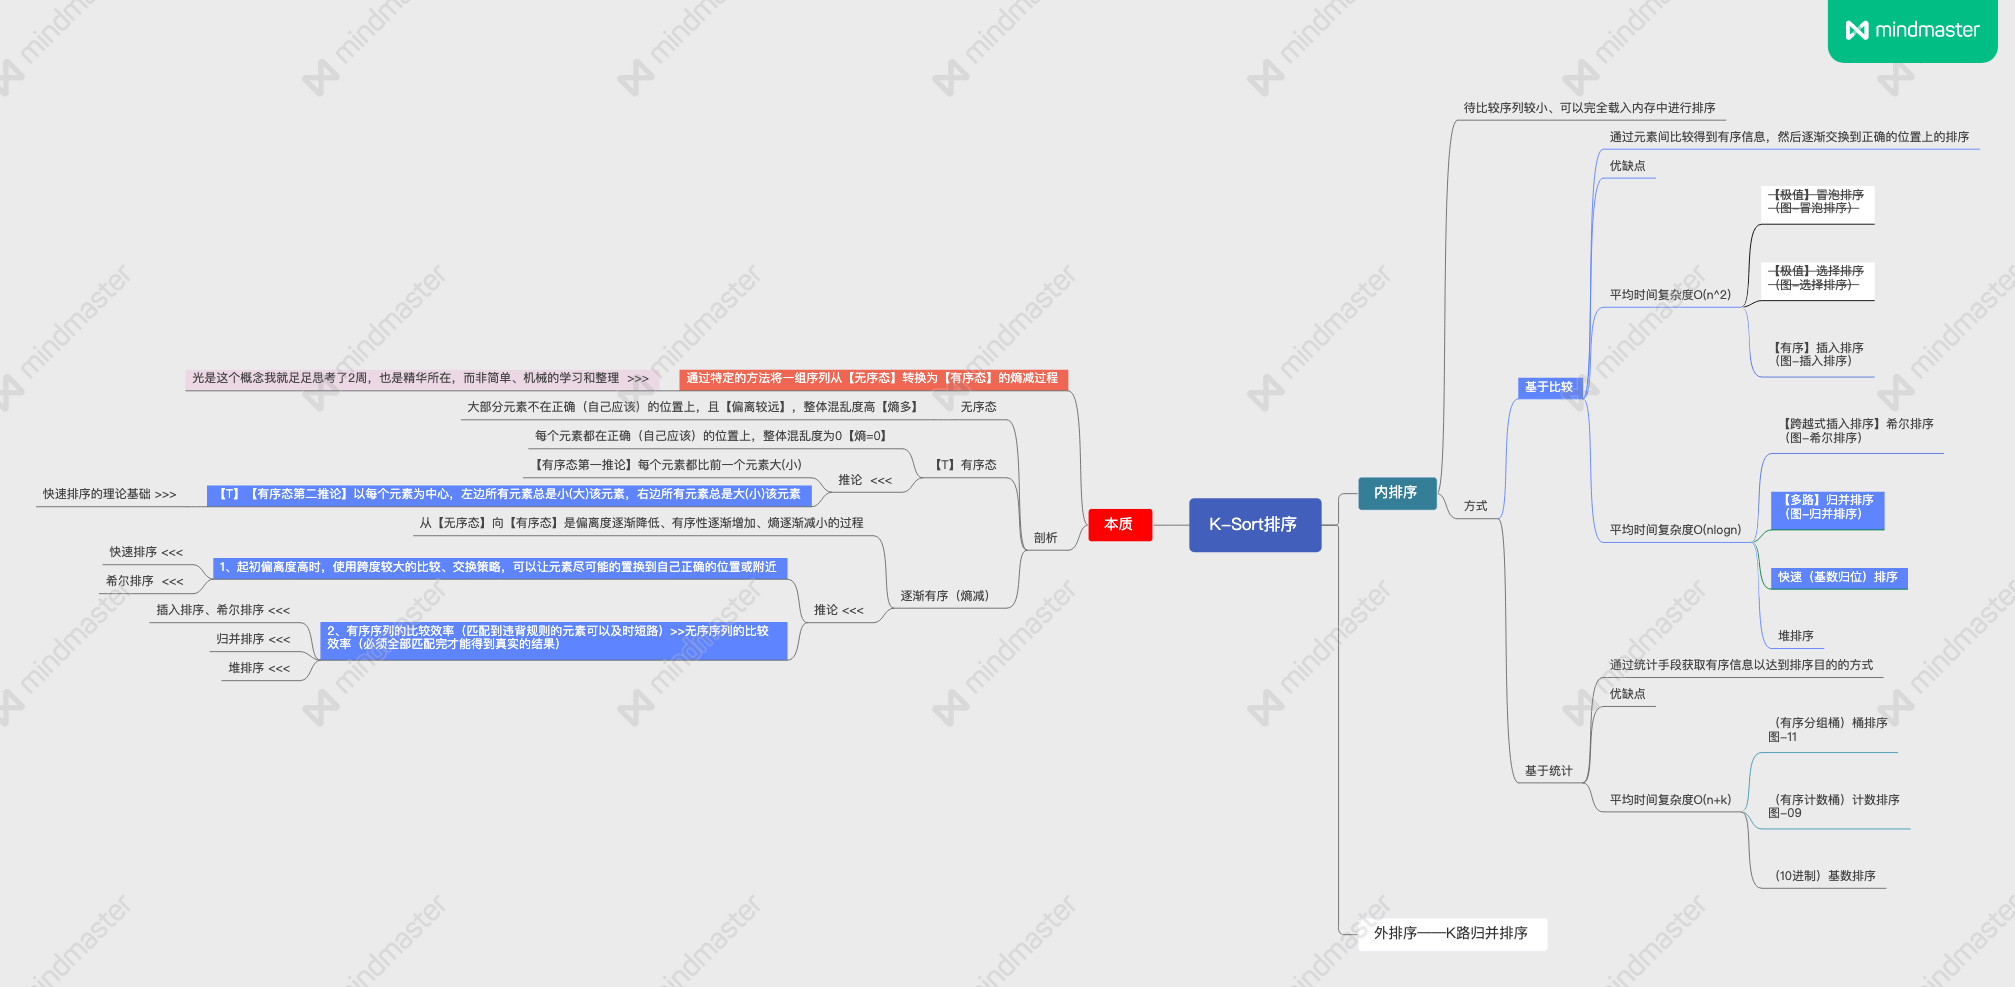 mindmaster
K-Sort排序
本质
通过特定的方法将一组序列从【无序态】转换为【有序态】的熵减过程
光是这个概念我就足足思考了2周，也是精华所在，而非简单、机械的学习和整理 >>>
剖析
无序态
大部分元素不在正确（自己应该）的位置上，且【偏离较远】，整体混乱度高【熵多】
【T】有序态
每个元素都在正确（自己应该）的位置上，整体混乱度为0【熵=0】
推论 <<<
【有序态第一推论】每个元素都比前一个元素大(小)
【T】【有序态第二推论】以每个元素为中心，左边所有元素总是小(大)该元素，右边所有元素总是大(小)该元素
快速排序的理论基础 >>>
逐渐有序（熵减）
从【无序态】向【有序态】是偏离度逐渐降低、有序性逐渐增加、熵逐渐减小的过程
推论 <<<
1、起初偏离度高时，使用跨度较大的比较、交换策略，可以让元素尽可能的置换到自己正确的位置或附近
快速排序 <<<
希尔排序 <<<
2、有序序列的比较效率（匹配到违背规则的元素可以及时短路）>>无序序列的比较
效率（必须全部匹配完才能得到真实的结果）
插入排序、希尔排序 <<<
归并排序 <<<
堆排序 <<<
内排序
待比较序列较小、可以完全载入内存中进行排序
方式
基于比较
通过元素间比较得到有序信息，然后逐渐交换到正确的位置上的排序
优缺点
平均时间复杂度O(n^2)
【极值】冒泡排序
（图-冒泡排序）
【极值】选择排序
（图-选择排序）
【有序】插入排序
（图-插入排序）
平均时间复杂度O(nlogn)
【跨越式插入排序】希尔排序
（图-希尔排序）
【多路】归并排序
（图-归并排序）
快速（基数归位）排序
堆排序
基于统计
通过统计手段获取有序信息以达到排序目的的方式
优缺点
平均时间复杂度O(n+k)
（有序分组桶）桶排序
图-11
（有序计数桶）计数排序
图-09
（10进制）基数排序
外排序——K路归并排序